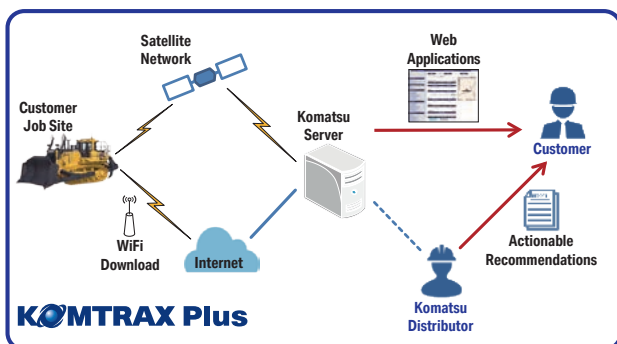 Satellite
Network
Web
Applications
Customer
Job Site
Komatsu
Server
Customer
WiFi
Download
Internet
Actionable
Recommendations
Komatsu
Distributor
KOMTRAX Plus